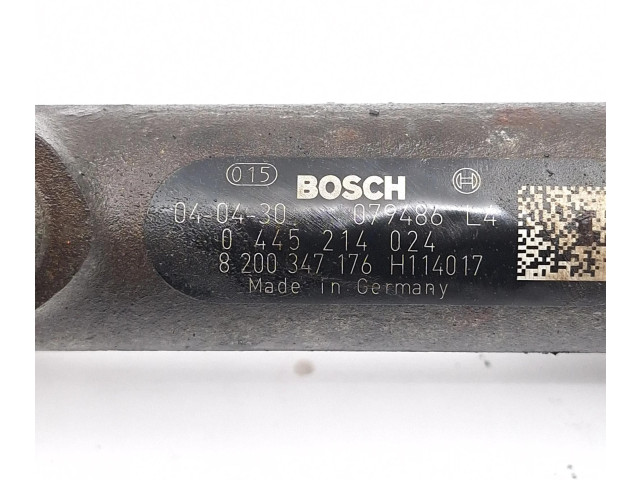 015 BOSCH
04-04-30 079486 L4
0 445 214 024
8 200 347 176 H114017
Made in Germany